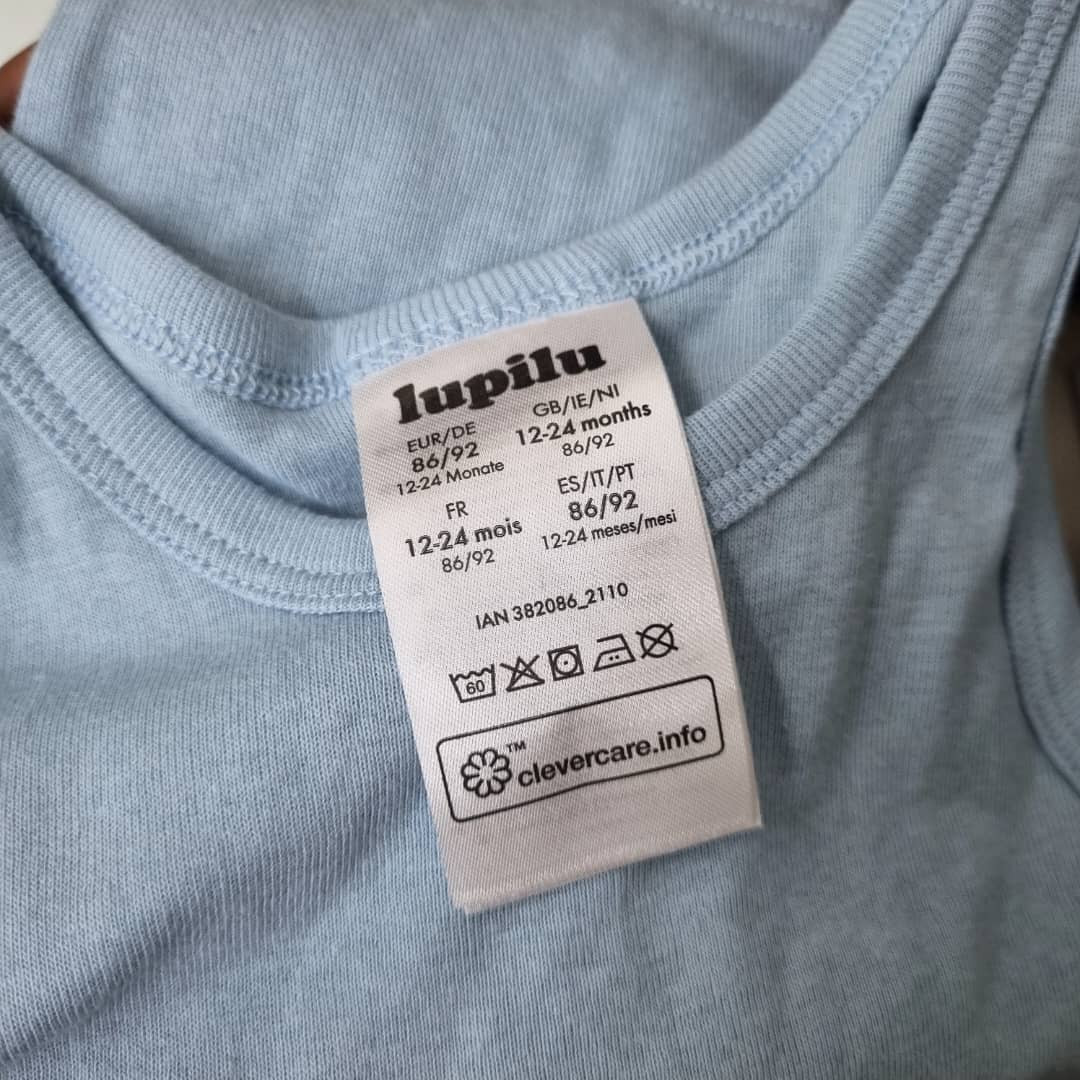 lupilu
EUR/DE
86/92
12-24 Monate
GB/IE/NI
12-24 months
86/92
FR
12-24 mois
86/92
ES/IT/PT
86/92
12-24 meses/mesi
IAN 382086_2110
60
™ clevercare.info